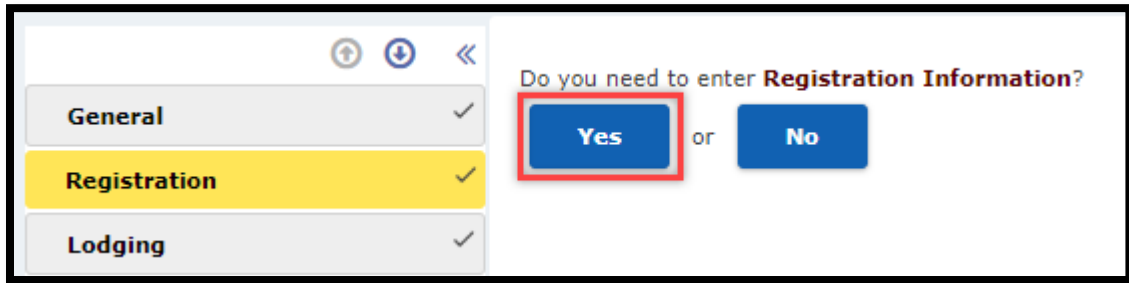 General
Registration
Lodging
Do you need to enter Registration Information?
Yes or No